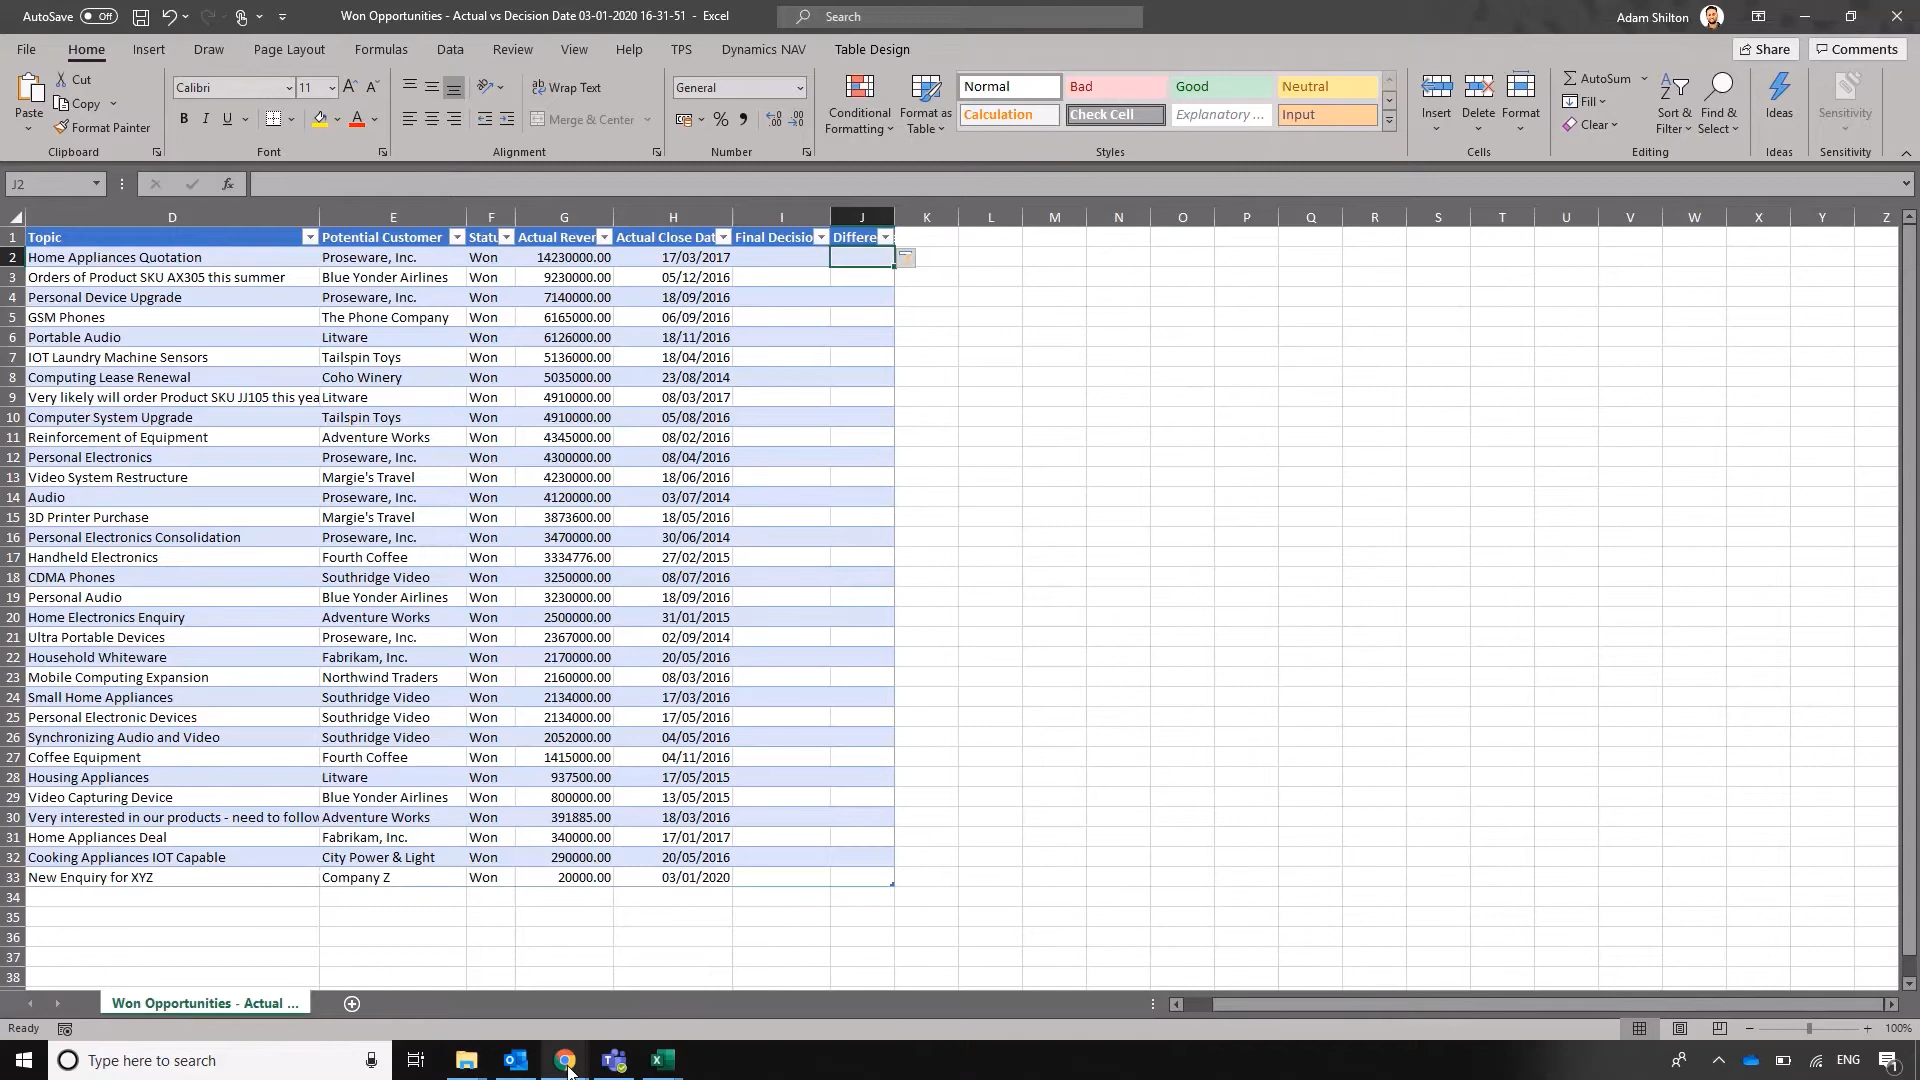 AutoSave Off Won Opportunities - Actual vs Decision Date 03-01-2020 16-31-51 - Excel Search Adam Shilton
File Home Insert Draw Page Layout Formulas Data Review View Help TPS Dynamics NAV Table Design Share Comments
Paste Cut Copy Format Painter Clipboard
Calibri 11 B I U A Font
Wrap Text Merge & Center Alignment
General % Number
Conditional Formatting Format as Table Normal Bad Good Neutral Calculation Check Cell Explanatory ... Input Styles
Insert Delete Format Cells
AutoSum Fill Clear Sort & Filter Find & Select Editing
Ideas Ideas
Sensitivity Sensitivity
J2 fx
D E F G H I J K L M N O P Q R S T U V W X Y Z
1 Topic Potential Customer Statu Actual Rever Actual Close Dat Final Decisio Differe
2 Home Appliances Quotation Proseware, Inc. Won 14230000.00 17/03/2017
3 Orders of Product SKU AX305 this summer Blue Yonder Airlines Won 9230000.00 05/12/2016
4 Personal Device Upgrade Proseware, Inc. Won 7140000.00 18/09/2016
5 GSM Phones The Phone Company Won 6165000.00 06/09/2016
6 Portable Audio Litware Won 6126000.00 18/11/2016
7 IOT Laundry Machine Sensors Tailspin Toys Won 5136000.00 18/04/2016
8 Computing Lease Renewal Coho Winery Won 5035000.00 23/08/2014
9 Very likely will order Product SKU JJ105 this yea Litware Won 4910000.00 08/03/2017
10 Computer System Upgrade Tailspin Toys Won 4910000.00 05/08/2016
11 Reinforcement of Equipment Adventure Works Won 4345000.00 08/02/2016
12 Personal Electronics Proseware, Inc. Won 4300000.00 08/04/2016
13 Video System Restructure Margie's Travel Won 4230000.00 18/06/2016
14 Audio Proseware, Inc. Won 4120000.00 03/07/2014
15 3D Printer Purchase Margie's Travel Won 3873600.00 18/05/2016
16 Personal Electronics Consolidation Proseware, Inc. Won 3470000.00 30/06/2014
17 Handheld Electronics Fourth Coffee Won 3334776.00 27/02/2015
18 CDMA Phones Southridge Video Won 3250000.00 08/07/2016
19 Personal Audio Blue Yonder Airlines Won 3230000.00 18/09/2016
20 Home Electronics Enquiry Adventure Works Won 2500000.00 31/01/2015
21 Ultra Portable Devices Proseware, Inc. Won 2367000.00 02/09/2014
22 Household Whiteware Fabrikam, Inc. Won 2170000.00 20/05/2016
23 Mobile Computing Expansion Northwind Traders Won 2160000.00 08/03/2016
24 Small Home Appliances Southridge Video Won 2134000.00 17/03/2016
25 Personal Electronic Devices Southridge Video Won 2134000.00 17/05/2016
26 Synchronizing Audio and Video Southridge Video Won 2052000.00 04/05/2016
27 Coffee Equipment Fourth Coffee Won 1415000.00 04/11/2016
28 Housing Appliances Litware Won 937500.00 17/05/2015
29 Video Capturing Device Blue Yonder Airlines Won 800000.00 13/05/2015
30 Very interested in our products - need to follow Adventure Works Won 391885.00 18/03/2016
31 Home Appliances Deal Fabrikam, Inc. Won 340000.00 17/01/2017
32 Cooking Appliances IOT Capable City Power & Light Won 290000.00 20/05/2016
33 New Enquiry for XYZ Company Z Won 20000.00 03/01/2020
34
35
36
37
38
Won Opportunities - Actual ...
Ready 100%
Type here to search ENG 1